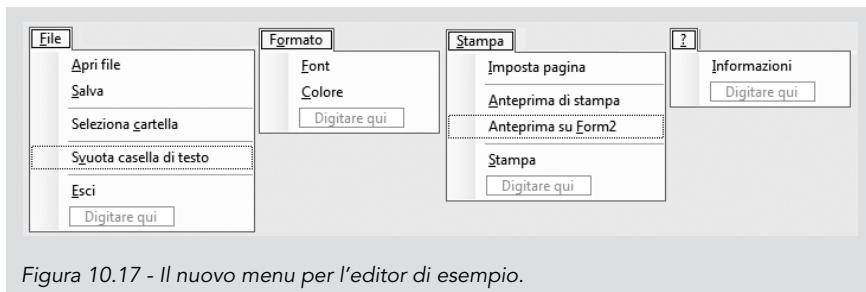 File
Apri file
Salva
Seleziona cartella
Svuota casella di testo
Esci
Digitare qui
Formato
Font
Colore
Digitare qui
Stampa
Imposta pagina
Anteprima di stampa
Anteprima su Form2
Stampa
Digitare qui
?
Informazioni
Digitare qui
Figura 10.17 - Il nuovo menu per l'editor di esempio.